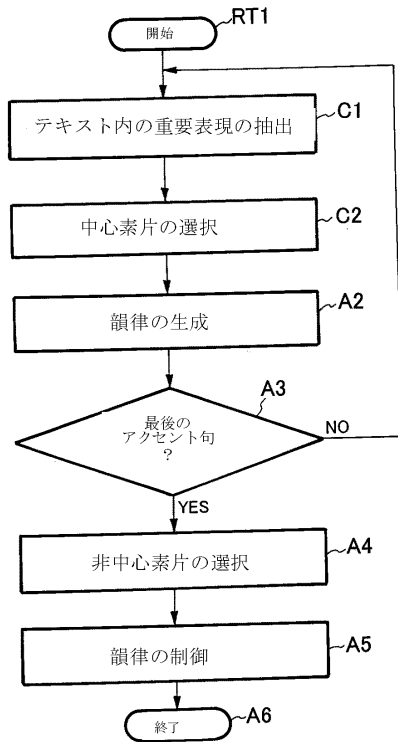 開始
RT1
テキスト内の重要表現の抽出
C1
中心素片の選択
C2
韻律の生成
A2
最後の
アクセント句
?
A3
NO
YES
非中心素片の選択
A4
韻律の制御
A5
終了
A6